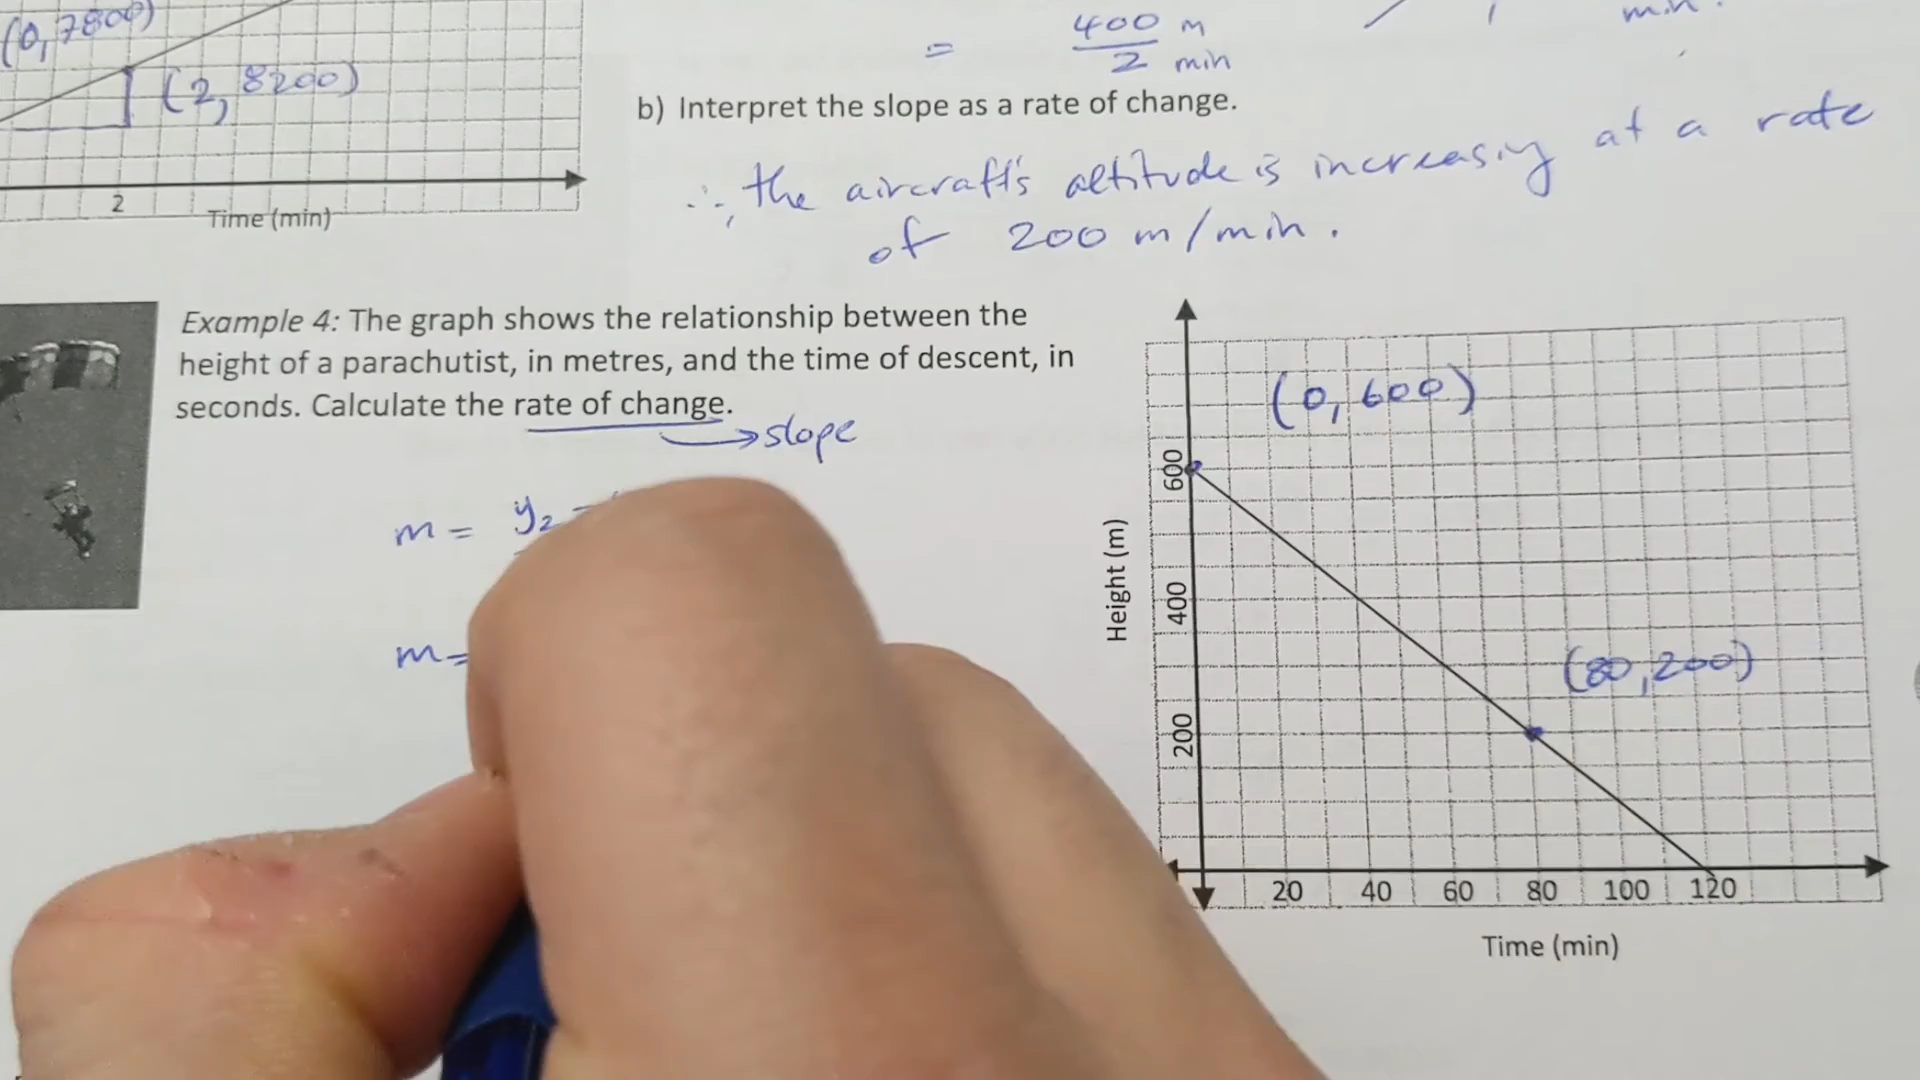 (0,7800)
(2, 8200)
2
Time (min)
= 400 m
2 min
min.
b) Interpret the slope as a rate of change.
∴, the aircraft's altitude is increasing at a rate
of 200 m/min.
Example 4: The graph shows the relationship between the
height of a parachutist, in metres, and the time of descent, in
seconds. Calculate the rate of change.
→ slope
m = y₂ -
m=
(0, 600)
(80,200)
Height (m)
600
400
200
20 40 60 80 100 120
Time (min)